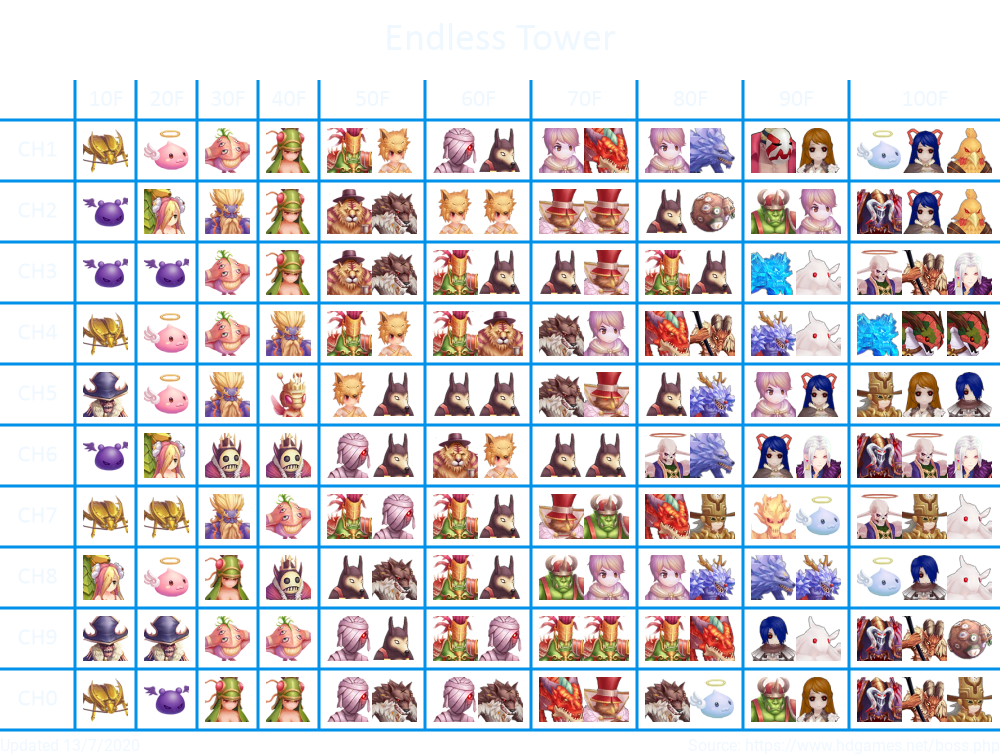 Endless Tower
10F 20F 30F 40F 50F 60F 70F 80F 90F 100F
CH1
CH2
CH3
CH4
CH5
CH6
CH7
CH8
CH9
CH0
Updated 13/7/2020
Source: https://www.hdgames.net/boss.php